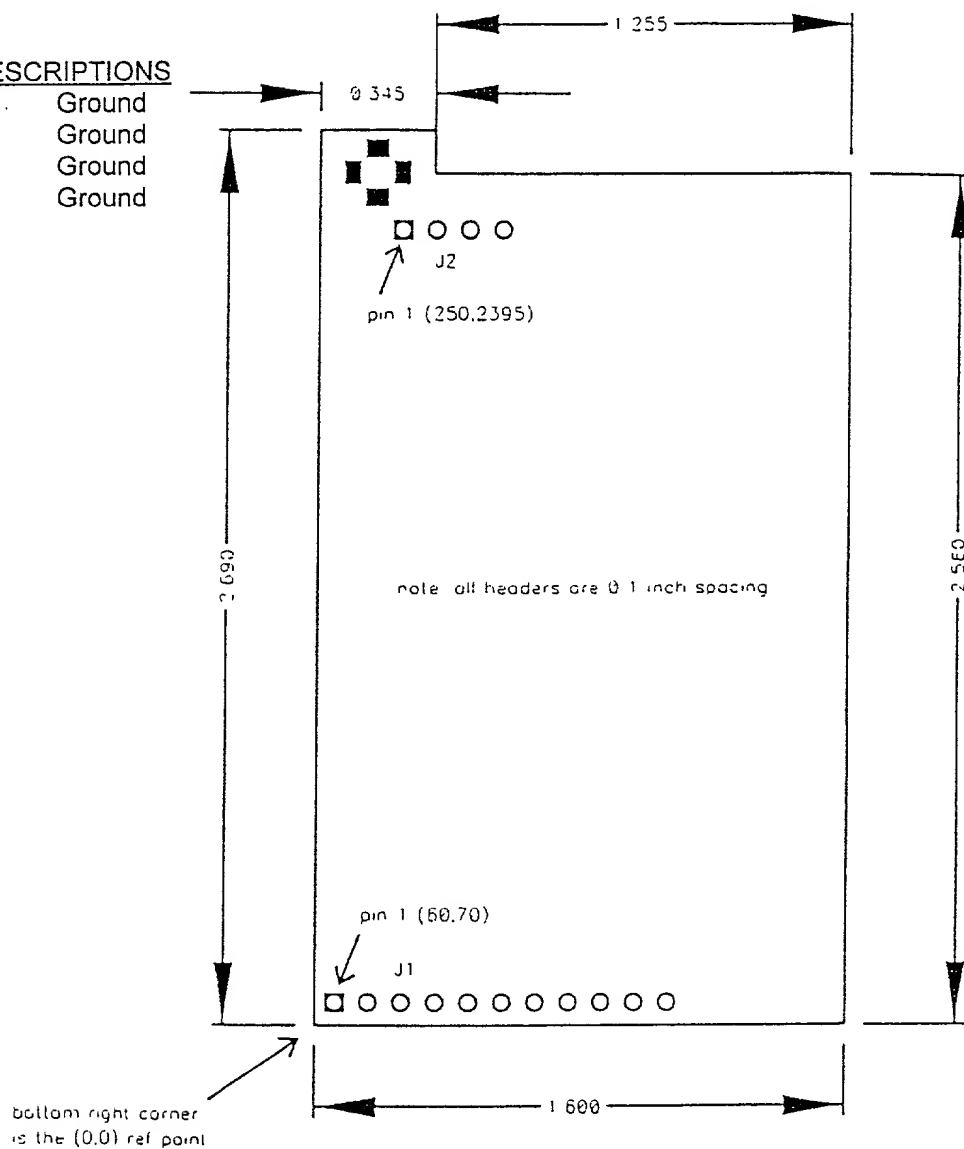 1.255
ESCRIPTIONS
Ground
0.345
Ground
Ground
Ground
J2
pin 1 (250,2395)
2.690
2.560
note all headers are 0.1 inch spacing
pin 1 (60,70)
J1
1.600
bottom right corner
is the (0,0) ref point